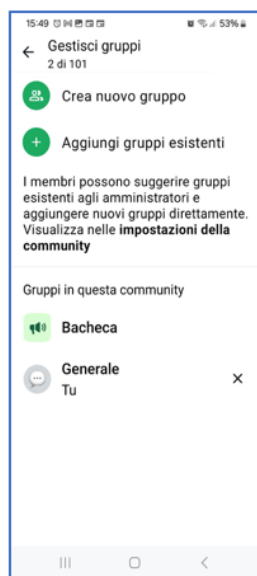 15:49
53%
Gestisci gruppi
2 di 101
Crea nuovo gruppo
Aggiungi gruppi esistenti
I membri possono suggerire gruppi
esistenti agli amministratori e
aggiungere nuovi gruppi direttamente.
Visualizza nelle impostazioni della
community
Gruppi in questa community
Bacheca
Generale
Tu